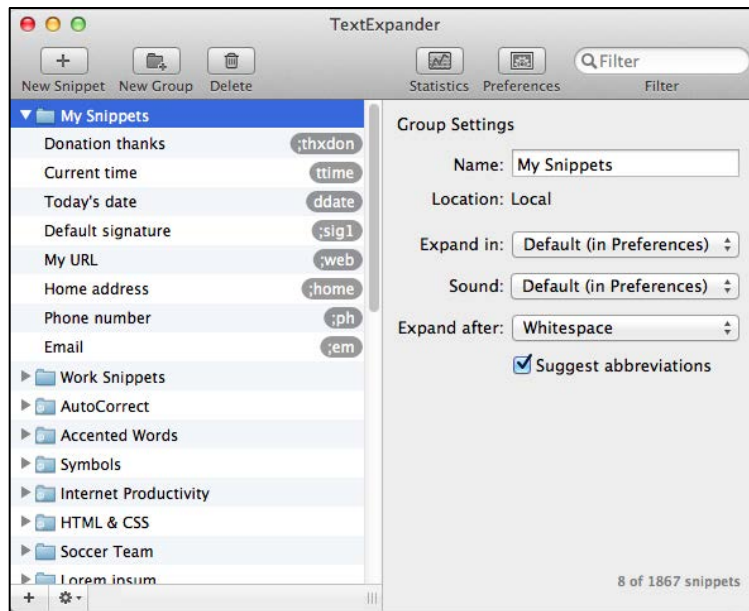 TextExpander
New Snippet New Group Delete Statistics Preferences Filter
Filter
My Snippets
Donation thanks ;thxdon
Current time ttime
Today's date ddate
Default signature ;sig1
My URL ;web
Home address ;home
Phone number ;ph
Email ;em
Work Snippets
AutoCorrect
Accented Words
Symbols
Internet Productivity
HTML & CSS
Soccer Team
Lorem ipsum
Group Settings
Name: My Snippets
Location: Local
Expand in: Default (in Preferences)
Sound: Default (in Preferences)
Expand after: Whitespace
Suggest abbreviations
8 of 1867 snippets